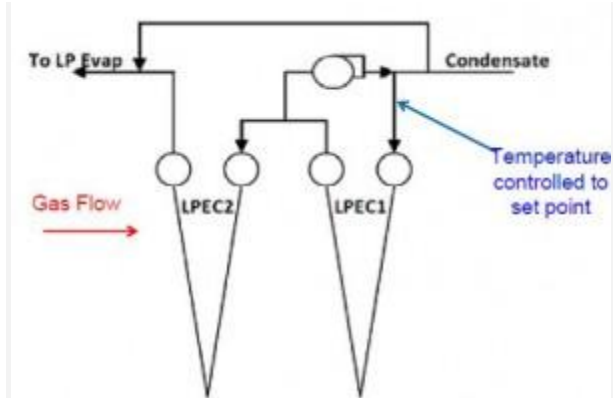 To LP Evap
Condensate
Temperature
controlled to
set point
Gas Flow
LPEC2
LPEC1